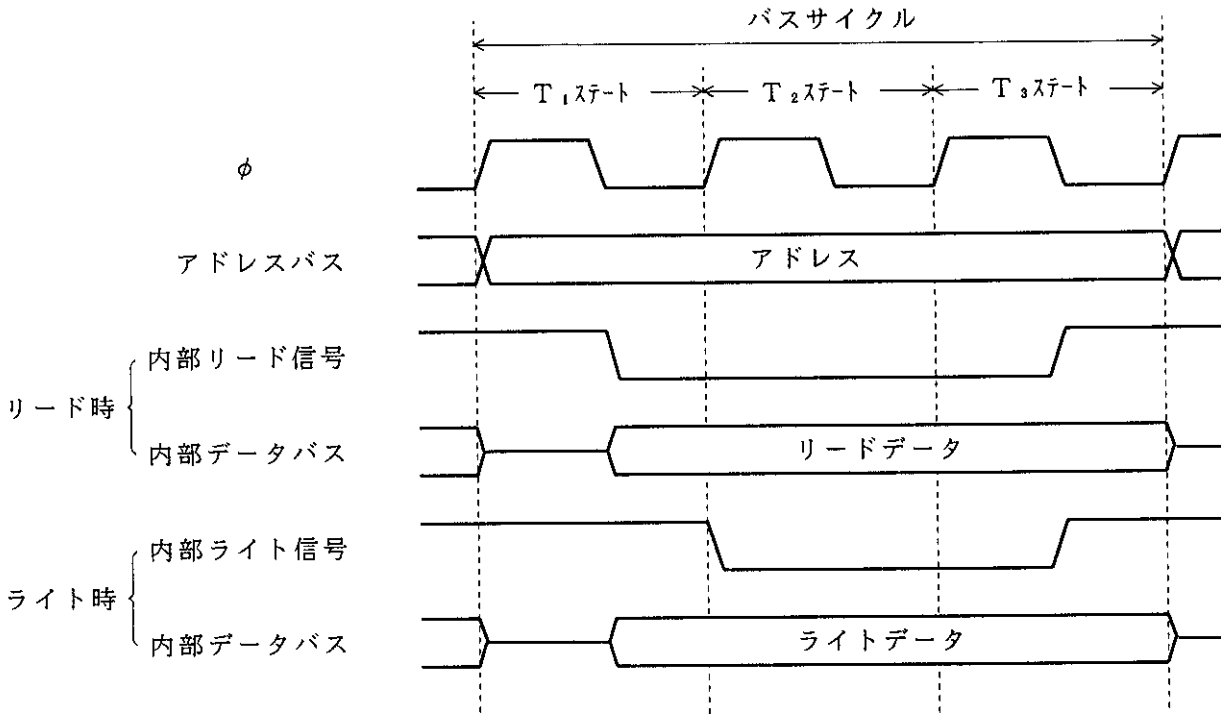 バスサイクル
T₁ステート
T₂ステート
T₃ステート
φ
アドレスバス
アドレス
リード時
内部リード信号
内部データバス
リードデータ
ライト時
内部ライト信号
内部データバス
ライトデータ